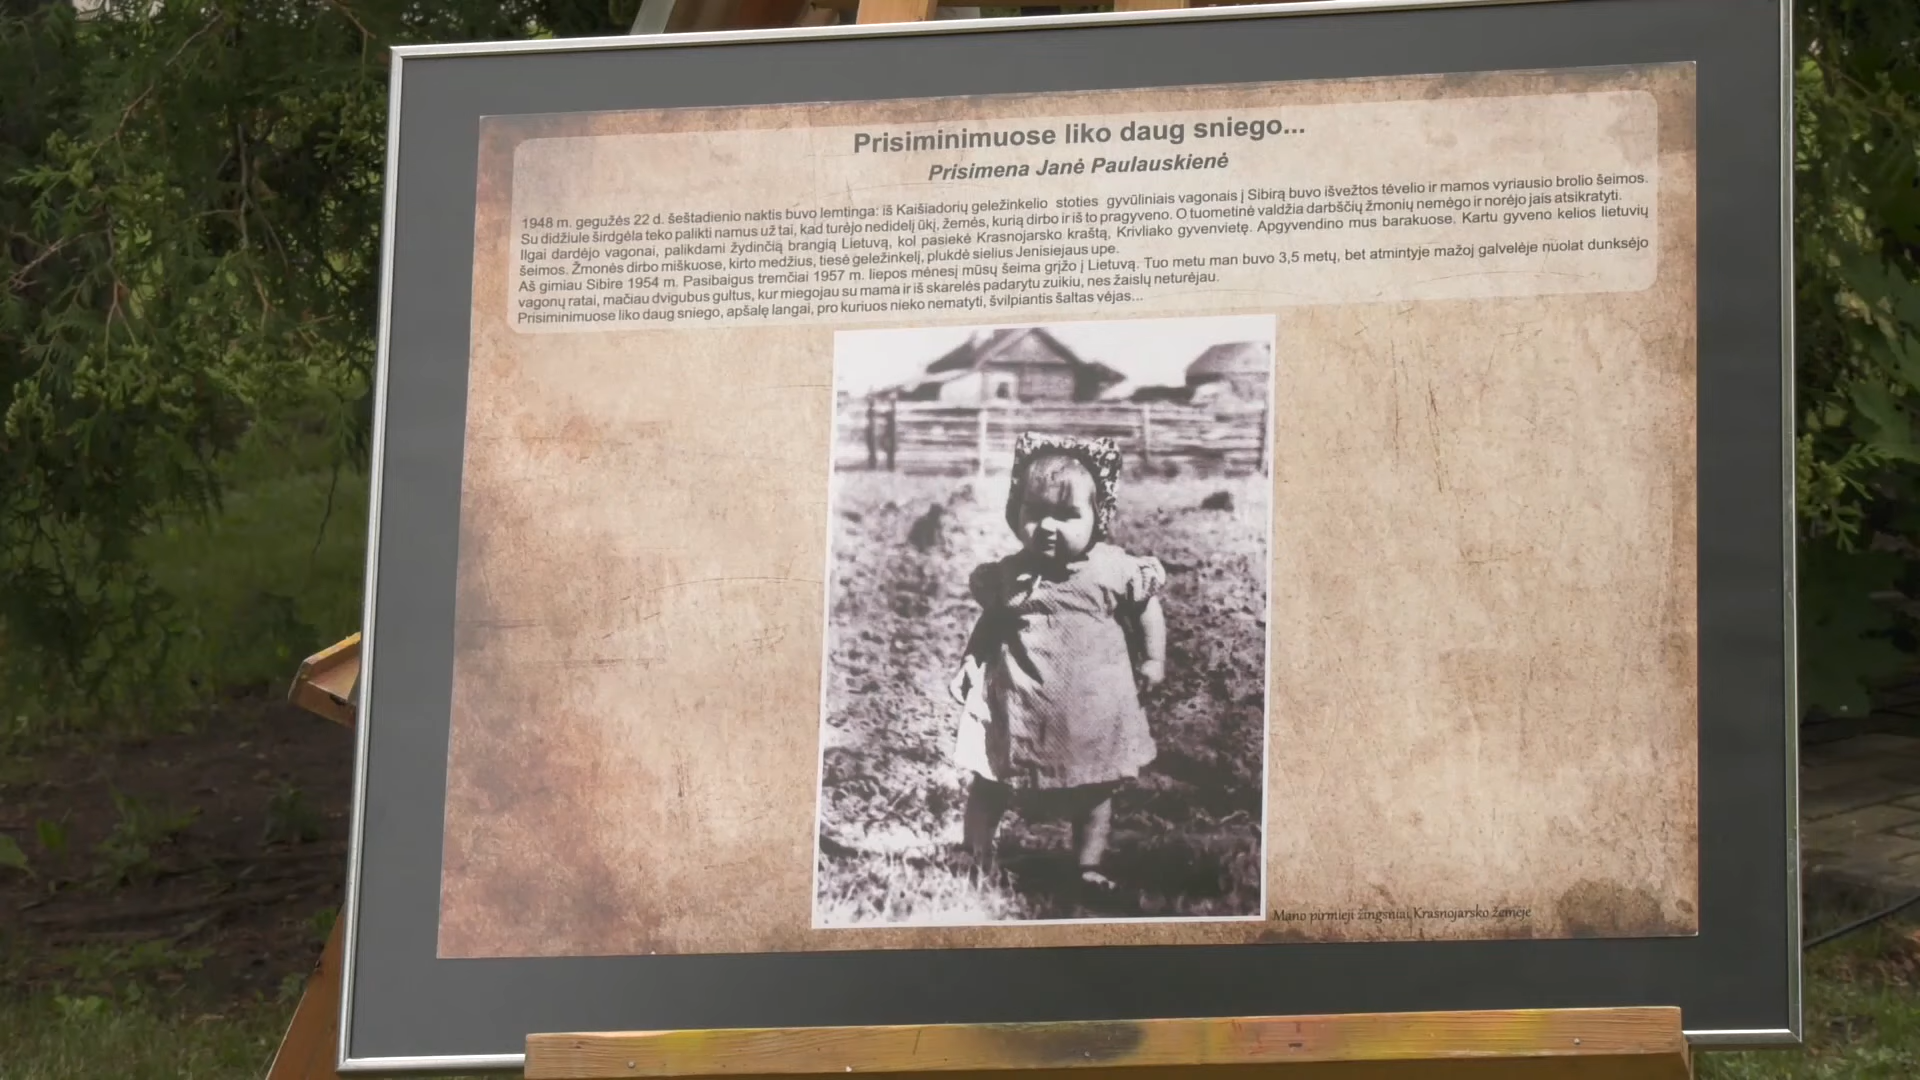 Prisiminimuose liko daug sniego...
Prisimena Janė Paulauskienė
1948 m. gegužės 22 d. šeštadienio naktis buvo lemtinga: iš Kaišiadorių geležinkelio stoties gyvūliniais vagonais į Sibirą buvo išvežtos tėvelio ir mamos vyriausio brolio šeimos.
Su didžiule širdgėla teko palikti namus už tai, kad turėjo nedidelį ūkį, žemės, kurią dirbo ir iš to pragyveno. O tuometinė valdžia darbščių žmonių nemėgo ir norėjo jais atsikratyti.
Ilgai dardėjo vagonai, palikdami žydinčią brangią Lietuvą, kol pasiekė Krasnojarsko kraštą, Krivliako gyvenvietę. Apgyvendino mus barakuose. Kartu gyveno kelios lietuvių
šeimos. Žmonės dirbo miškuose, kirto medžius, tiesė geležinkelį, plukdė sielius Jenisiejaus upe.
Aš gimiau Sibire 1954 m. Pasibaigus tremčiai 1957 m. liepos mėnesį mūsų šeima grįžo į Lietuvą. Tuo metu man buvo 3,5 metų, bet atmintyje mažoj galvelėje nuolat dunksėjo
vagonų ratai, mačiau dvigubus gultus, kur miegojau su mama ir iš skarelės padarytu zuikiu, nes žaislų neturėjau.
Prisiminimuose liko daug sniego, apšalę langai, pro kuriuos nieko nematyti, švilpiantis šaltas vėjas...
Mano pirmieji žingsniai Krasnojarsko žemėje